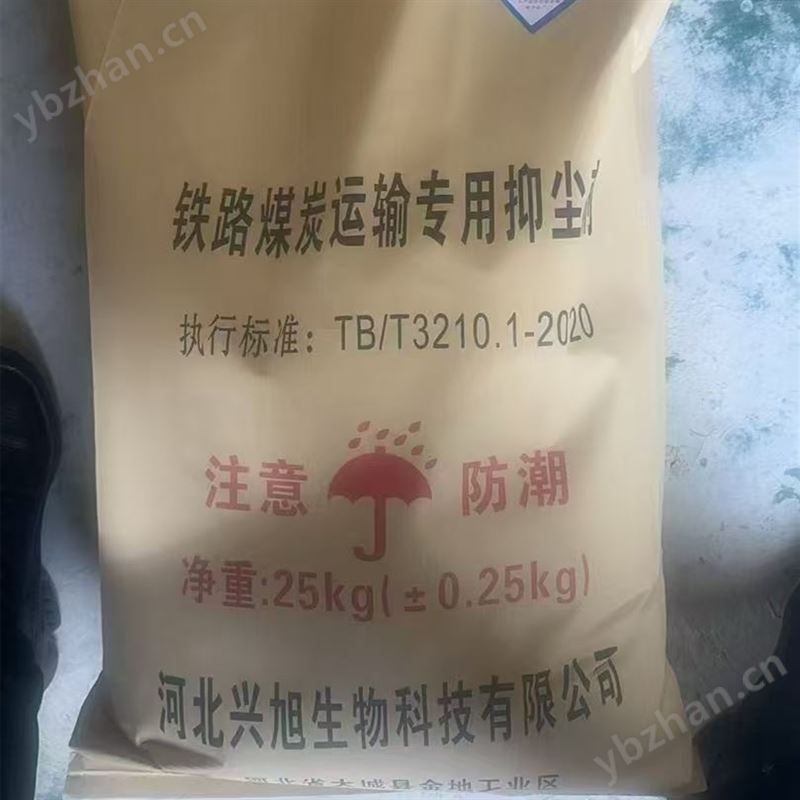 ybzhan.cn
铁路煤炭运输专用抑尘
执行标准：TB/T3210.1-2020
注意 防潮
净重:25kg(±0.25kg)
河北兴旭生物科技有限公司
ybzhan.cn